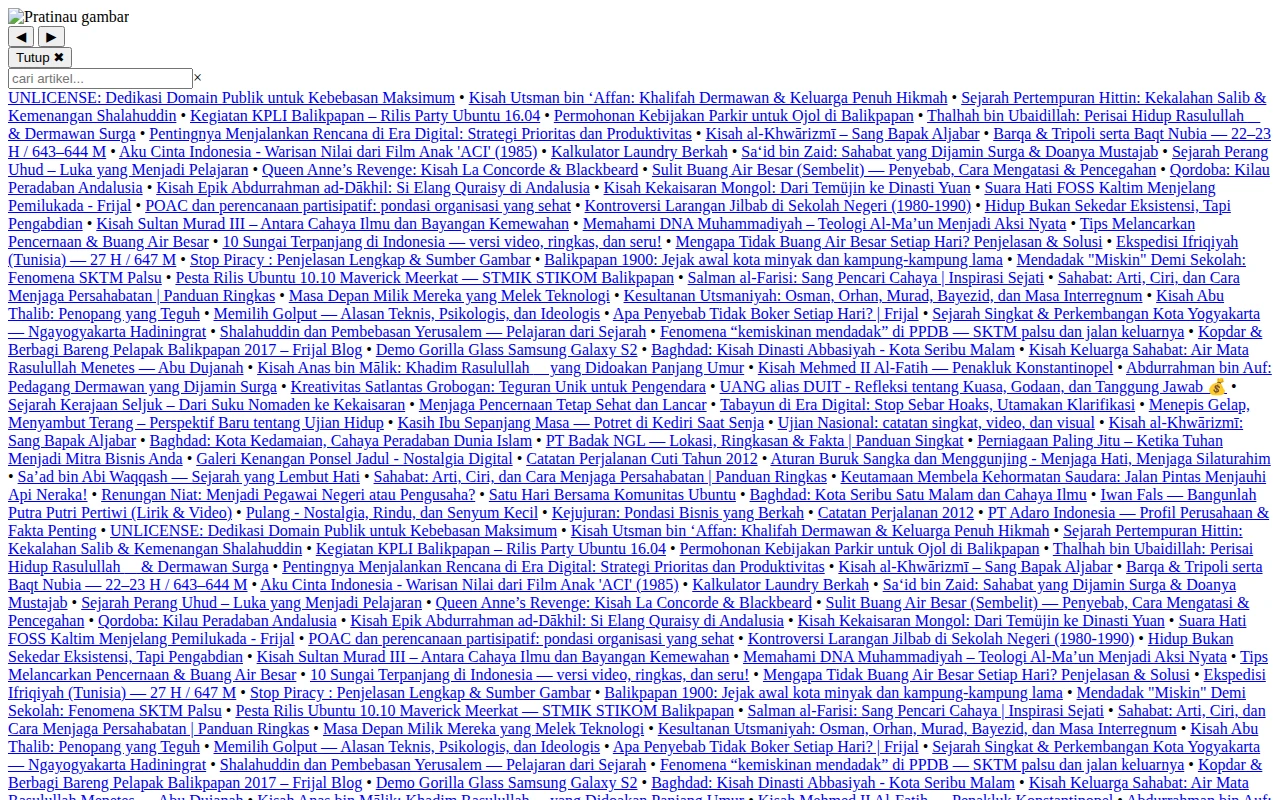 Pratinau gambar
◀ ▶
Tutup ✖
cari artikel... ×
UNLICENSE: Dedikasi Domain Publik untuk Kebebasan Maksimum • Kisah Utsman bin ‘Affan: Khalifah Dermawan & Keluarga Penuh Hikmah • Sejarah Pertempuran Hittin: Kekalahan Salib &
Kemenangan Shalahuddin • Kegiatan KPLI Balikpapan – Rilis Party Ubuntu 16.04 • Permohonan Kebijakan Parkir untuk Ojol di Balikpapan • Thalhah bin Ubaidillah: Perisai Hidup Rasulullah
& Dermawan Surga • Pentingnya Menjalankan Rencana di Era Digital: Strategi Prioritas dan Produktivitas • Kisah al-Khwārizmī – Sang Bapak Aljabar • Barqa & Tripoli serta Baqt Nubia — 22–23
H / 643–644 M • Aku Cinta Indonesia - Warisan Nilai dari Film Anak 'ACI' (1985) • Kalkulator Laundry Berkah • Sa‘id bin Zaid: Sahabat yang Dijamin Surga & Doanya Mustajab • Sejarah Perang
Uhud – Luka yang Menjadi Pelajaran • Queen Anne’s Revenge: Kisah La Concorde & Blackbeard • Sulit Buang Air Besar (Sembelit) — Penyebab, Cara Mengatasi & Pencegahan • Qordoba: Kilau
Peradaban Andalusia • Kisah Epik Abdurrahman ad-Dākhil: Si Elang Quraisy di Andalusia • Kisah Kekaisaran Mongol: Dari Temüjin ke Dinasti Yuan • Suara Hati FOSS Kaltim Menjelang
Pemilukada - Frijal • POAC dan perencanaan partisipatif: pondasi organisasi yang sehat • Kontroversi Larangan Jilbab di Sekolah Negeri (1980-1990) • Hidup Bukan Sekedar Eksistensi, Tapi
Pengabdian • Kisah Sultan Murad III – Antara Cahaya Ilmu dan Bayangan Kemewahan • Memahami DNA Muhammadiyah – Teologi Al-Ma’un Menjadi Aksi Nyata • Tips Melancarkan
Pencernaan & Buang Air Besar • 10 Sungai Terpanjang di Indonesia — versi video, ringkas, dan seru! • Mengapa Tidak Buang Air Besar Setiap Hari? Penjelasan & Solusi • Ekspedisi Ifriqiyah
(Tunisia) — 27 H / 647 M • Stop Piracy : Penjelasan Lengkap & Sumber Gambar • Balikpapan 1900: Jejak awal kota minyak dan kampung-kampung lama • Mendadak "Miskin" Demi Sekolah:
Fenomena SKTM Palsu • Pesta Rilis Ubuntu 10.10 Maverick Meerkat — STMIK STIKOM Balikpapan • Salman al-Farisi: Sang Pencari Cahaya | Inspirasi Sejati • Sahabat: Arti, Ciri, dan Cara
Menjaga Persahabatan | Panduan Ringkas • Masa Depan Milik Mereka yang Melek Teknologi • Kesultanan Utsmaniyah: Osman, Orhan, Murad, Bayezid, dan Masa Interregnum • Kisah Abu
Thalib: Penopang yang Teguh • Memilih Golput — Alasan Teknis, Psikologis, dan Ideologis • Apa Penyebab Tidak Boker Setiap Hari? | Frijal • Sejarah Singkat & Perkembangan Kota Yogyakarta
— Ngayogyakarta Hadiningrat • Shalahuddin dan Pembebasan Yerusalem — Pelajaran dari Sejarah • Fenomena “kemiskinan mendadak” di PPDB — SKTM palsu dan jalan keluarnya • Kopdar &
Berbagi Bareng Pelapak Balikpapan 2017 – Frijal Blog • Demo Gorilla Glass Samsung Galaxy S2 • Baghdad: Kisah Dinasti Abbasiyah - Kota Seribu Malam • Kisah Keluarga Sahabat: Air Mata
Rasulullah Menetes — Abu Dujanah • Kisah Anas bin Mālik: Khadim Rasulullah yang Didoakan Panjang Umur • Kisah Mehmed II Al-Fatih — Penakluk Konstantinopel • Abdurrahman bin Auf:
Pedagang Dermawan yang Dijamin Surga • Kreativitas Satlantas Grobogan: Teguran Unik untuk Pengendara • UANG alias DUIT - Refleksi tentang Kuasa, Godaan, dan Tanggung Jawab 💰 •
Sejarah Kerajaan Seljuk – Dari Suku Nomaden ke Kekaisaran • Menjaga Pencernaan Tetap Sehat dan Lancar • Tabayun di Era Digital: Stop Sebar Hoaks, Utamakan Klarifikasi • Menepis Gelap,
Menyambut Terang – Perspektif Baru tentang Ujian Hidup • Kasih Ibu Sepanjang Masa — Potret di Kediri Saat Senja • Ujian Nasional: catatan singkat, video, dan visual • Kisah al-Khwārizmī:
Sang Bapak Aljabar • Baghdad: Kota Kedamaian, Cahaya Peradaban Dunia Islam • PT Badak NGL — Lokasi, Ringkasan & Fakta | Panduan Singkat • Perniagaan Paling Jitu – Ketika Tuhan
Menjadi Mitra Bisnis Anda • Galeri Kenangan Ponsel Jadul - Nostalgia Digital • Catatan Perjalanan Cuti Tahun 2012 • Aturan Buruk Sangka dan Menggunjing - Menjaga Hati, Menjaga Silaturahim
• Sa’ad bin Abi Waqqash — Sejarah yang Lembut Hati • Sahabat: Arti, Ciri, dan Cara Menjaga Persahabatan | Panduan Ringkas • Keutamaan Membela Kehormatan Saudara: Jalan Pintas Menjauhi
Api Neraka! • Renungan Niat: Menjadi Pegawai Negeri atau Pengusaha? • Satu Hari Bersama Komunitas Ubuntu • Baghdad: Kota Seribu Satu Malam dan Cahaya Ilmu • Iwan Fals — Bangunlah
Putra Putri Pertiwi (Lirik & Video) • Pulang - Nostalgia, Rindu, dan Senyum Kecil • Kejujuran: Pondasi Bisnis yang Berkah • Catatan Perjalanan 2012 • PT Adaro Indonesia — Profil Perusahaan &
Fakta Penting • UNLICENSE: Dedikasi Domain Publik untuk Kebebasan Maksimum • Kisah Utsman bin ‘Affan: Khalifah Dermawan & Keluarga Penuh Hikmah • Sejarah Pertempuran Hittin:
Kekalahan Salib & Kemenangan Shalahuddin • Kegiatan KPLI Balikpapan – Rilis Party Ubuntu 16.04 • Permohonan Kebijakan Parkir untuk Ojol di Balikpapan • Thalhah bin Ubaidillah: Perisai
Hidup Rasulullah & Dermawan Surga • Pentingnya Menjalankan Rencana di Era Digital: Strategi Prioritas dan Produktivitas • Kisah al-Khwārizmī – Sang Bapak Aljabar • Barqa & Tripoli serta
Baqt Nubia — 22–23 H / 643–644 M • Aku Cinta Indonesia - Warisan Nilai dari Film Anak 'ACI' (1985) • Kalkulator Laundry Berkah • Sa‘id bin Zaid: Sahabat yang Dijamin Surga & Doanya
Mustajab • Sejarah Perang Uhud – Luka yang Menjadi Pelajaran • Queen Anne’s Revenge: Kisah La Concorde & Blackbeard • Sulit Buang Air Besar (Sembelit) — Penyebab, Cara Mengatasi &
Pencegahan • Qordoba: Kilau Peradaban Andalusia • Kisah Epik Abdurrahman ad-Dākhil: Si Elang Quraisy di Andalusia • Kisah Kekaisaran Mongol: Dari Temüjin ke Dinasti Yuan • Suara Hati
FOSS Kaltim Menjelang Pemilukada - Frijal • POAC dan perencanaan partisipatif: pondasi organisasi yang sehat • Kontroversi Larangan Jilbab di Sekolah Negeri (1980-1990) • Hidup Bukan
Sekedar Eksistensi, Tapi Pengabdian • Kisah Sultan Murad III – Antara Cahaya Ilmu dan Bayangan Kemewahan • Memahami DNA Muhammadiyah – Teologi Al-Ma’un Menjadi Aksi Nyata • Tips
Melancarkan Pencernaan & Buang Air Besar • 10 Sungai Terpanjang di Indonesia — versi video, ringkas, dan seru! • Mengapa Tidak Buang Air Besar Setiap Hari? Penjelasan & Solusi • Ekspedisi
Ifriqiyah (Tunisia) — 27 H / 647 M • Stop Piracy : Penjelasan Lengkap & Sumber Gambar • Balikpapan 1900: Jejak awal kota minyak dan kampung-kampung lama • Mendadak "Miskin" Demi
Sekolah: Fenomena SKTM Palsu • Pesta Rilis Ubuntu 10.10 Maverick Meerkat — STMIK STIKOM Balikpapan • Salman al-Farisi: Sang Pencari Cahaya | Inspirasi Sejati • Sahabat: Arti, Ciri, dan
Cara Menjaga Persahabatan | Panduan Ringkas • Masa Depan Milik Mereka yang Melek Teknologi • Kesultanan Utsmaniyah: Osman, Orhan, Murad, Bayezid, dan Masa Interregnum • Kisah Abu
Thalib: Penopang yang Teguh • Memilih Golput — Alasan Teknis, Psikologis, dan Ideologis • Apa Penyebab Tidak Boker Setiap Hari? | Frijal • Sejarah Singkat & Perkembangan Kota Yogyakarta
— Ngayogyakarta Hadiningrat • Shalahuddin dan Pembebasan Yerusalem — Pelajaran dari Sejarah • Fenomena “kemiskinan mendadak” di PPDB — SKTM palsu dan jalan keluarnya • Kopdar &
Berbagi Bareng Pelapak Balikpapan 2017 – Frijal Blog • Demo Gorilla Glass Samsung Galaxy S2 • Baghdad: Kisah Dinasti Abbasiyah - Kota Seribu Malam • Kisah Keluarga Sahabat: Air Mata
Rasulullah Menetes — Abu Dujanah • Kisah Anas bin Mālik: Khadim Rasulullah yang Didoakan Panjang Umur • Kisah Mehmed II Al-Fatih — Penakluk Konstantinopel • Abdurrahman bin Auf: